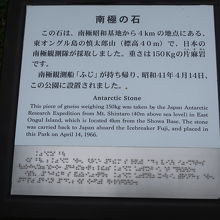 南極の石
この石は、南極昭和基地から4kmの地点にある、
東オングル島の慎太郎山（標高40m）で、日本の
南極観測隊が採取しました。重さは150Kgの片麻岩
です。
南極観測船「ふじ」が持ち帰り、昭和41年4月14日、
この公園に設置されました。
Antarctic Stone
This piece of gneiss weighing 150kg was taken by the Japan Antarctic
Research Expedition from Mt. Shintaro (40m above sea level) in East
Ongul Island, which is located 4km from the Showa Base. The stone
was carried back to Japan aboard the Icebreaker Fuji, and placed in
this Park on April 14, 1966.